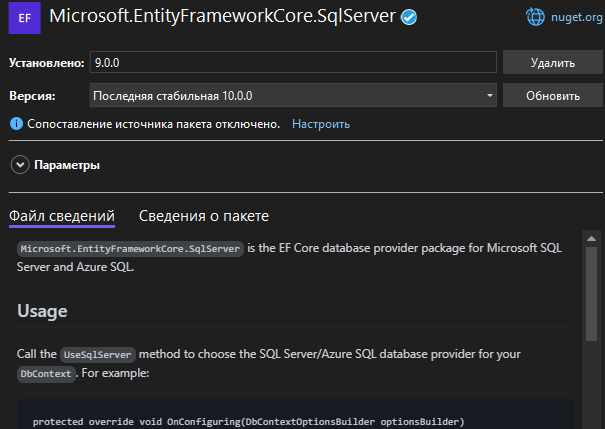 EF Microsoft.EntityFrameworkCore.SqlServer nuget.org
Установлено: 9.0.0 Удалить
Версия: Последняя стабильная 10.0.0 Обновить
Сопоставление источника пакета отключено. Настроить
Параметры
Файл сведений Сведения о пакете
Microsoft.EntityFrameworkCore.SqlServer is the EF Core database provider package for Microsoft SQL
Server and Azure SQL.
Usage
Call the UseSqlServer method to choose the SQL Server/Azure SQL database provider for your
DbContext. For example:
protected override void OnConfiguring(DbContextOptionsBuilder optionsBuilder)